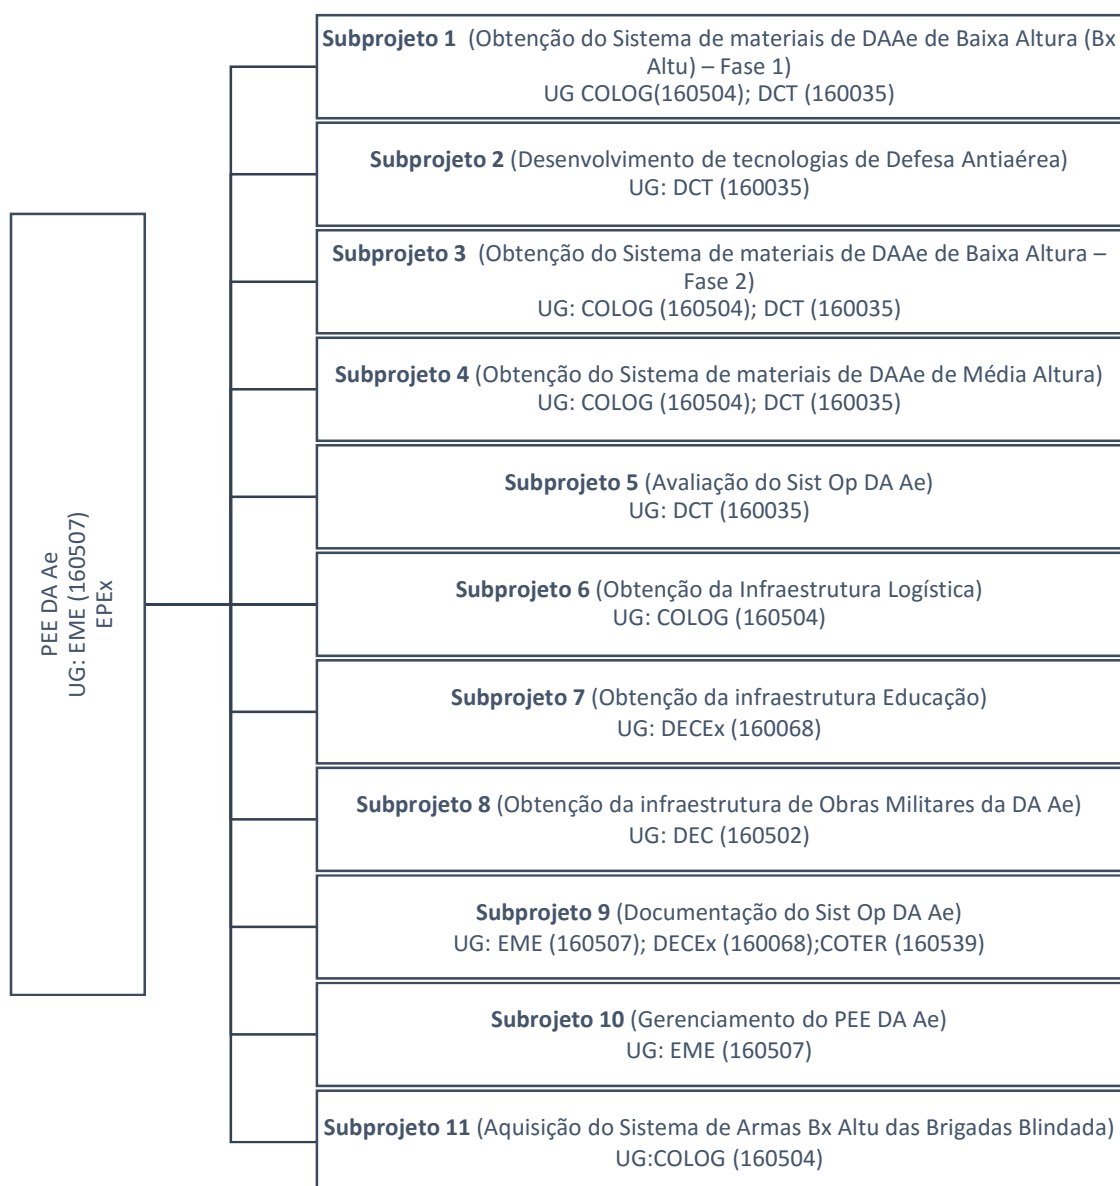 PEE DA Ae
UG: EME (160507)
EPEx
Subprojeto 1 (Obtenção do Sistema de materiais de DAAe de Baixa Altura (Bx
Altu) – Fase 1)
UG COLOG(160504); DCT (160035)
Subprojeto 2 (Desenvolvimento de tecnologias de Defesa Antiaérea)
UG: DCT (160035)
Subprojeto 3 (Obtenção do Sistema de materiais de DAAe de Baixa Altura –
Fase 2)
UG: COLOG (160504); DCT (160035)
Subprojeto 4 (Obtenção do Sistema de materiais de DAAe de Média Altura)
UG: COLOG (160504); DCT (160035)
Subprojeto 5 (Avaliação do Sist Op DA Ae)
UG: DCT (160035)
Subprojeto 6 (Obtenção da Infraestrutura Logística)
UG: COLOG (160504)
Subprojeto 7 (Obtenção da infraestrutura Educação)
UG: DECEx (160068)
Subprojeto 8 (Obtenção da infraestrutura de Obras Militares da DA Ae)
UG: DEC (160502)
Subprojeto 9 (Documentação do Sist Op DA Ae)
UG: EME (160507); DECEx (160068);COTER (160539)
Subrojeto 10 (Gerenciamento do PEE DA Ae)
UG: EME (160507)
Subprojeto 11 (Aquisição do Sistema de Armas Bx Altu das Brigadas Blindada)
UG:COLOG (160504)